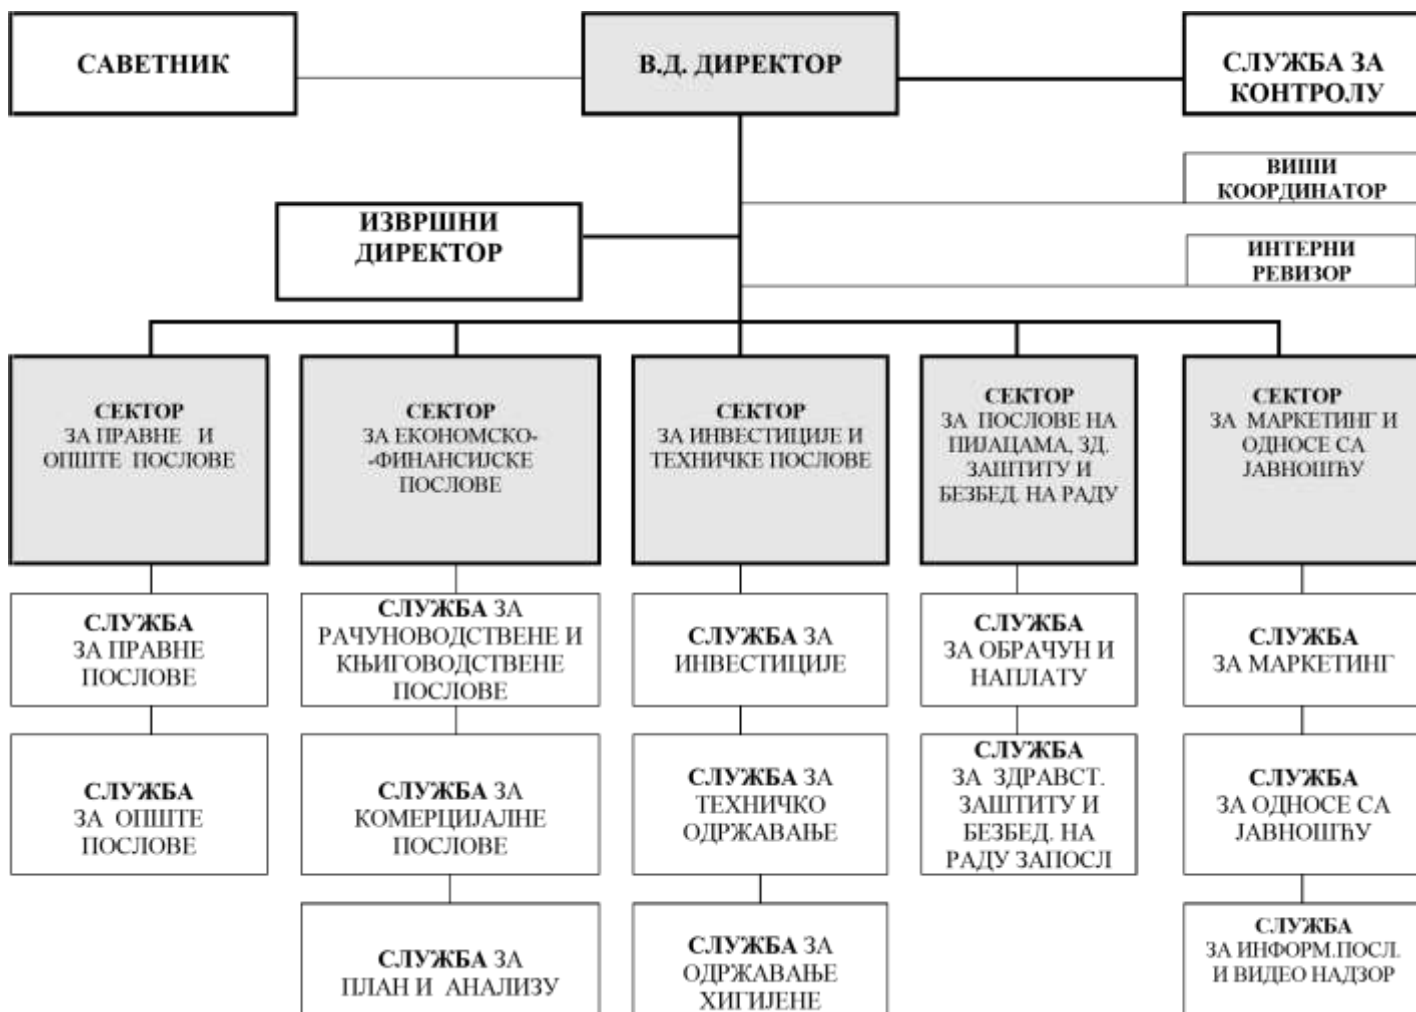 САВЕТНИК
В.Д. ДИРЕКТОР
СЛУЖБА ЗА
КОНТРОЛУ
ВИШИ
КООРДИНАТОР
ИЗВРШНИ
ДИРЕКТОР
ИНТЕРНИ
РЕВИЗОР
СЕКТОР
ЗА ПРАВНЕ И
ОПШТЕ ПОСЛОВЕ
СЕКТОР
ЗА ЕКОНОМСКО-
-ФИНАНСИЈСКЕ
ПОСЛОВЕ
СЕКТОР
ЗА ИНВЕСТИЦИЈЕ И
ТЕХНИЧКЕ ПОСЛОВЕ
СЕКТОР
ЗА ПОСЛОВЕ НА
ПИЈАЦАМА, ЗД.
ЗАШТИТУ И
БЕЗБЕД. НА РАДУ
СЕКТОР
ЗА МАРКЕТИНГ И
ОДНОСЕ СА
ЈАВНОШЋУ
СЛУЖБА
ЗА ПРАВНЕ
ПОСЛОВЕ
СЛУЖБА ЗА
РАЧУНОВОДСТВЕНЕ И
КЊИГОВОДСТВЕНЕ
ПОСЛОВЕ
СЛУЖБА ЗА
ИНВЕСТИЦИЈЕ
СЛУЖБА
ЗА ОБРАЧУН И
НАПЛАТУ
СЛУЖБА
ЗА МАРКЕТИНГ
СЛУЖБА
ЗА ОПШТЕ
ПОСЛОВЕ
СЛУЖБА ЗА
КОМЕРЦИЈАЛНЕ
ПОСЛОВЕ
СЛУЖБА ЗА
ТЕХНИЧКО
ОДРЖАВАЊЕ
СЛУЖБА
ЗА ЗДРАВСТ.
ЗАШТИТУ И
БЕЗБЕД. НА
РАДУ ЗАПОСЛ
СЛУЖБА
ЗА ОДНОСЕ СА
ЈАВНОШЋУ
СЛУЖБА ЗА
ПЛАН И АНАЛИЗУ
СЛУЖБА ЗА
ОДРЖАВАЊЕ
ХИГИЈЕНЕ
СЛУЖБА
ЗА ИНФОРМ.ПОСЛ.
И ВИДЕО НАДЗОР